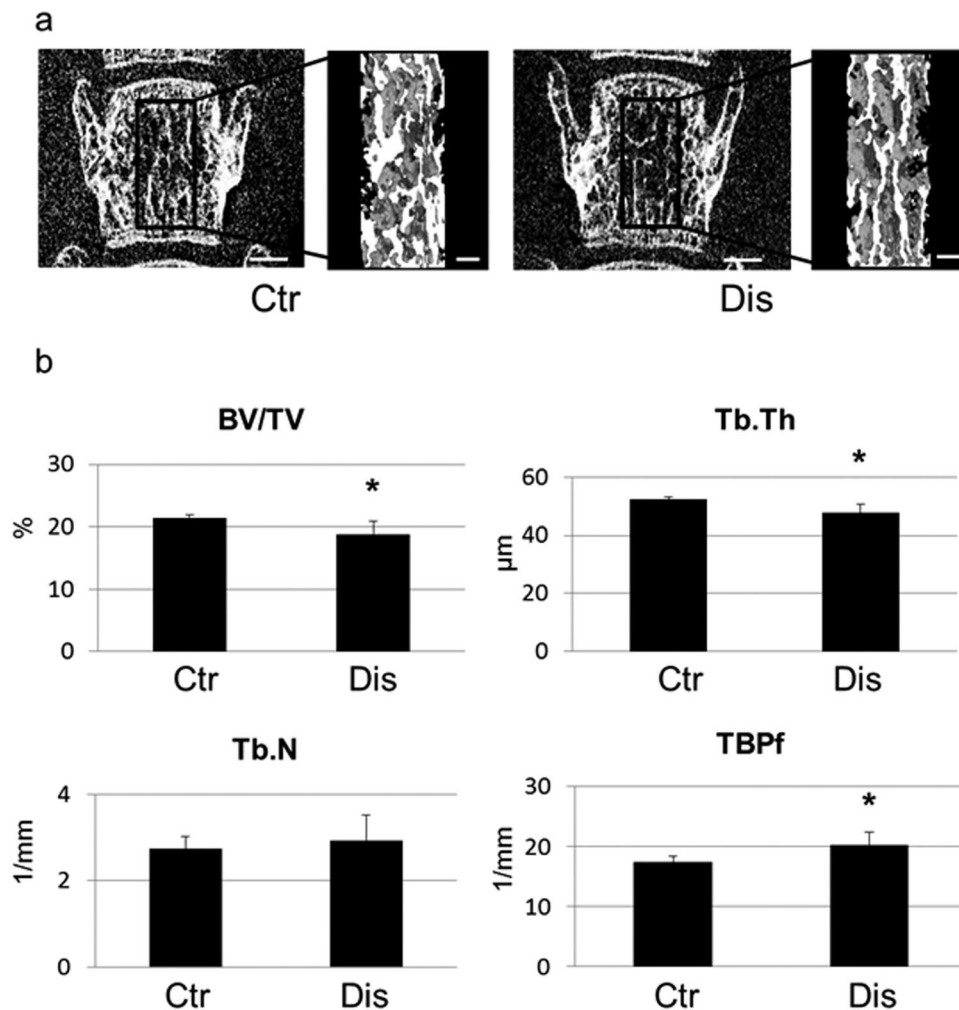 a
Ctr Dis
b
BV/TV
30
20
10
0
%
*
Ctr Dis
Tb.Th
60
40
20
0
µm
*
Ctr Dis
Tb.N
4
2
0
1/mm
Ctr Dis
TBPf
30
20
10
0
1/mm
*
Ctr Dis